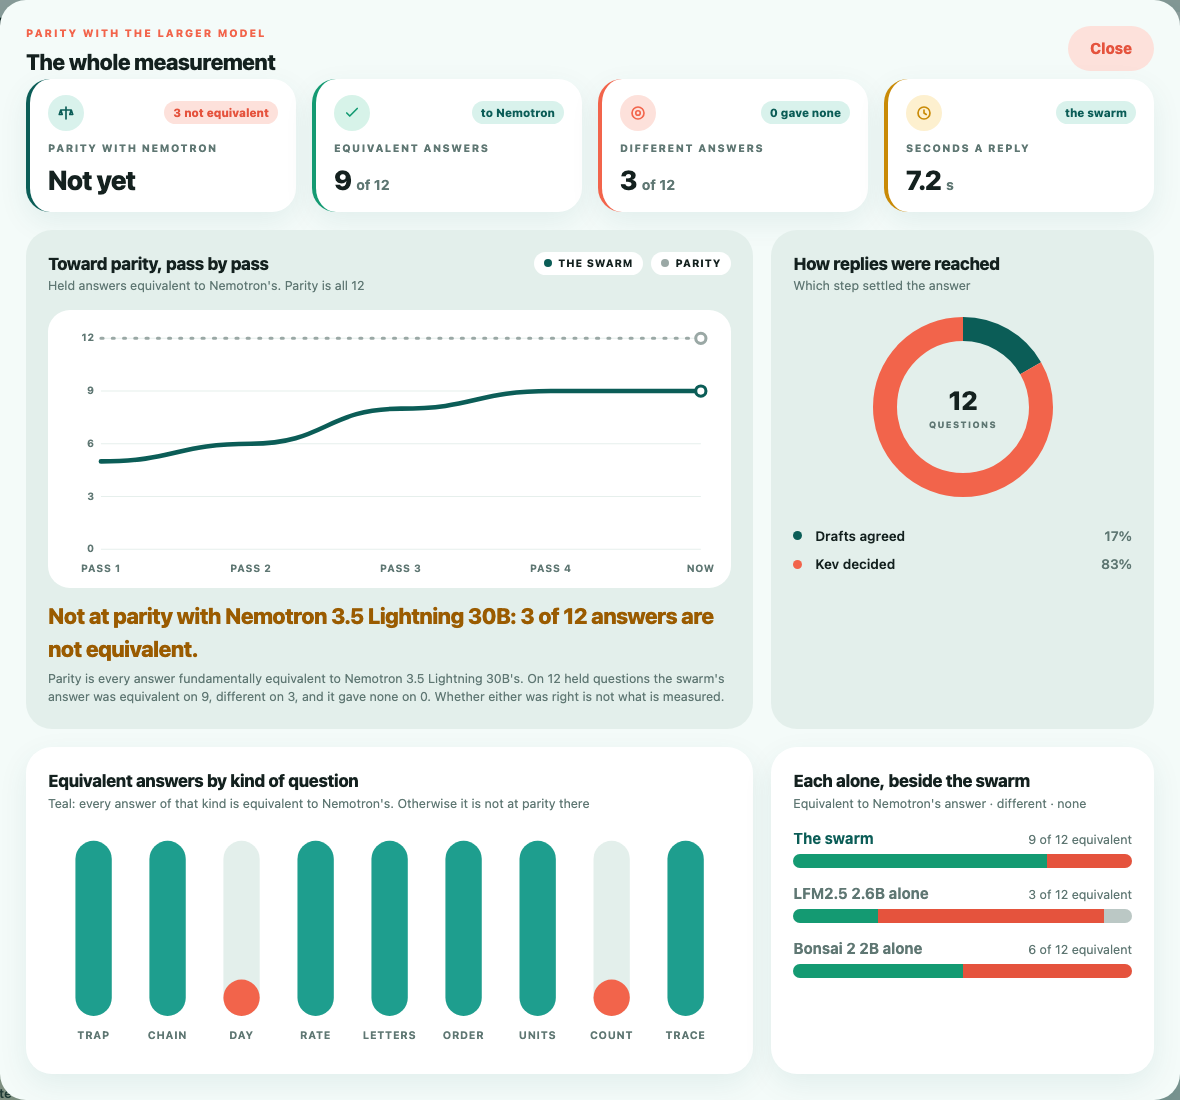 PARITY WITH THE LARGER MODEL
The whole measurement
Close
3 not equivalent
PARITY WITH NEMOTRON
Not yet
to Nemotron
EQUIVALENT ANSWERS
9 of 12
0 gave none
DIFFERENT ANSWERS
3 of 12
the swarm
SECONDS A REPLY
7.2 s
Toward parity, pass by pass
Held answers equivalent to Nemotron's. Parity is all 12
THE SWARM
PARITY
12
9
6
3
0
PASS 1
PASS 2
PASS 3
PASS 4
NOW
Not at parity with Nemotron 3.5 Lightning 30B: 3 of 12 answers are
not equivalent.
Parity is every answer fundamentally equivalent to Nemotron 3.5 Lightning 30B's. On 12 held questions the swarm's
answer was equivalent on 9, different on 3, and it gave none on 0. Whether either was right is not what is measured.
How replies were reached
Which step settled the answer
12
QUESTIONS
Drafts agreed 17%
Kev decided 83%
Equivalent answers by kind of question
Teal: every answer of that kind is equivalent to Nemotron's. Otherwise it is not at parity there
TRAP
CHAIN
DAY
RATE
LETTERS
ORDER
UNITS
COUNT
TRACE
Each alone, beside the swarm
Equivalent to Nemotron's answer · different · none
The swarm 9 of 12 equivalent
LFM2.5 2.6B alone 3 of 12 equivalent
Bonsai 2 2B alone 6 of 12 equivalent